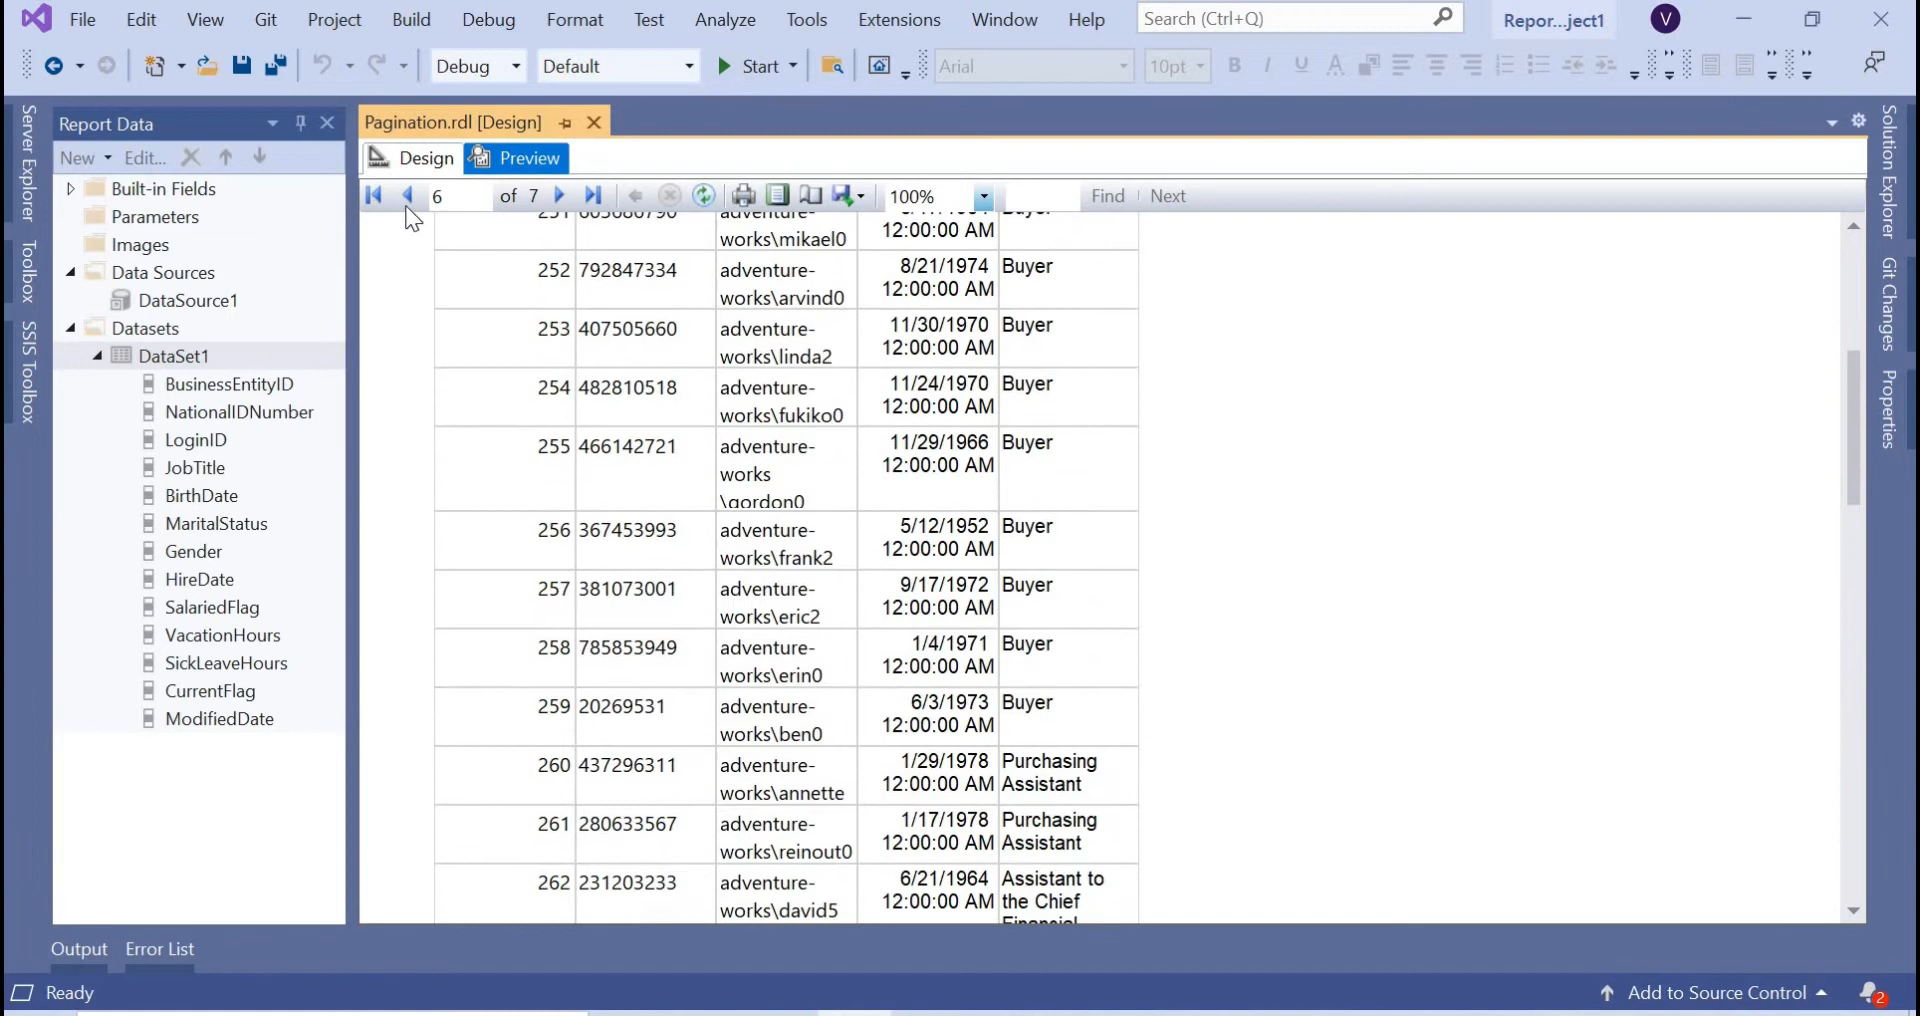 File Edit View Git Project Build Debug Format Test Analyze Tools Extensions Window Help Search (Ctrl+Q) Repor...ject1 V
Debug Default Start Arial 10pt B I U A
Server Explorer
Toolbox
SSIS Toolbox
Report Data
New Edit...
Built-in Fields
Parameters
Images
Data Sources
DataSource1
Datasets
DataSet1
BusinessEntityID
NationalIDNumber
LoginID
JobTitle
BirthDate
MaritalStatus
Gender
HireDate
SalariedFlag
VacationHours
SickLeaveHours
CurrentFlag
ModifiedDate
Pagination.rdl [Design]
Design Preview
6 of 7 100% Find Next
works\mikael0 12:00:00 AM
252 792847334 adventure- 8/21/1974 Buyer
works\arvind0 12:00:00 AM
253 407505660 adventure- 11/30/1970 Buyer
works\linda2 12:00:00 AM
254 482810518 adventure- 11/24/1970 Buyer
works\fukiko0 12:00:00 AM
255 466142721 adventure- 11/29/1966 Buyer
works 12:00:00 AM
\gordon0
256 367453993 adventure- 5/12/1952 Buyer
works\frank2 12:00:00 AM
257 381073001 adventure- 9/17/1972 Buyer
works\eric2 12:00:00 AM
258 785853949 adventure- 1/4/1971 Buyer
works\erin0 12:00:00 AM
259 20269531 adventure- 6/3/1973 Buyer
works\ben0 12:00:00 AM
260 437296311 adventure- 1/29/1978 Purchasing
works\annette 12:00:00 AM Assistant
261 280633567 adventure- 1/17/1978 Purchasing
works\reinout0 12:00:00 AM Assistant
262 231203233 adventure- 6/21/1964 Assistant to
works\david5 12:00:00 AM the Chief
Financial
Solution Explorer
Git Changes
Properties
Output Error List
Ready Add to Source Control 2